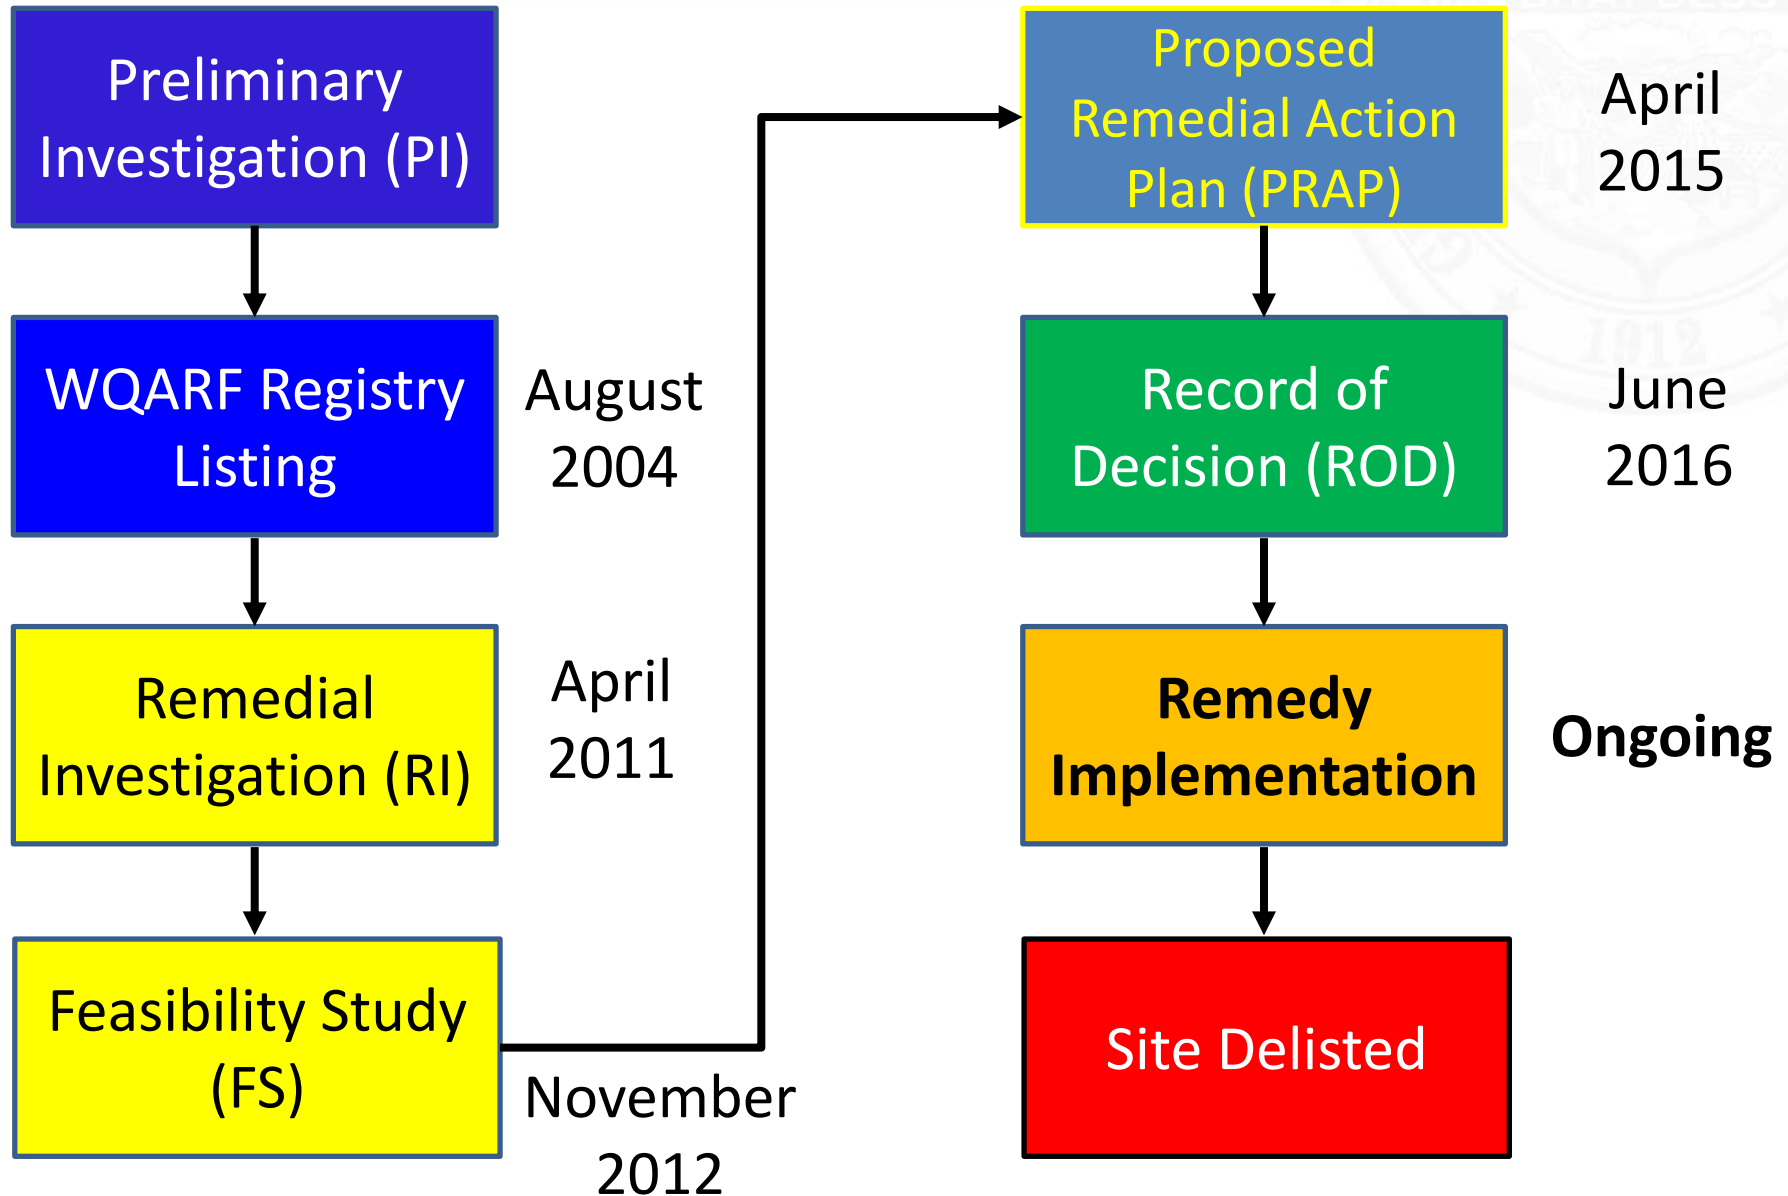 Preliminary
Investigation (PI)
WQARF Registry
Listing
August
2004
Remedial
Investigation (RI)
April
2011
Feasibility Study
(FS)
November
2012
Proposed
Remedial Action
Plan (PRAP)
April
2015
Record of
Decision (ROD)
June
2016
Remedy
Implementation
Ongoing
Site Delisted
1912